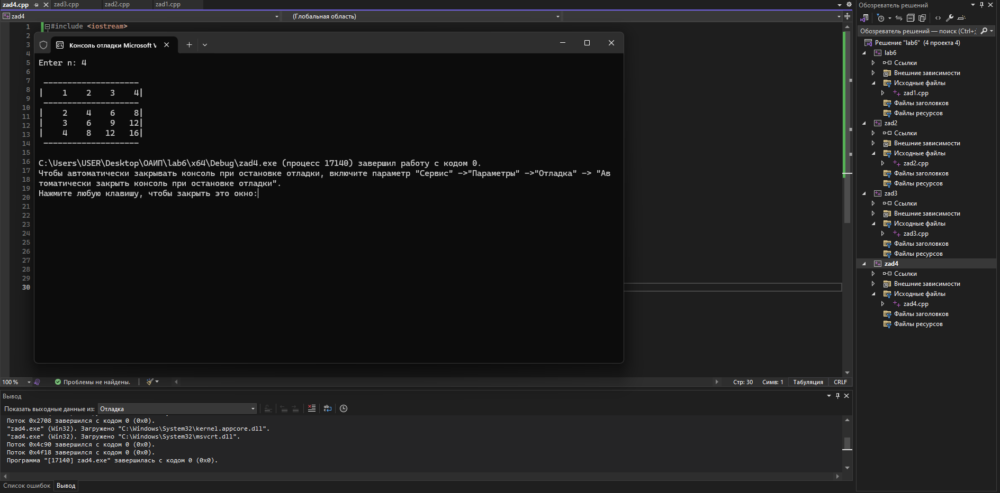 zad4.cpp zad3.cpp zad2.cpp zad1.cpp
zad4 (Глобальная область)
1 #include <iostream>
2
3
4
5
6
7
8
9
10
11
12
13
14
15
16
17
18
19
20
21
22
23
24
25
26
27
28
29
30
Консоль отладки Microsoft V
Enter n: 4
--------------------
| 1 2 3 4|
--------------------
| 2 4 6 8|
| 3 6 9 12|
| 4 8 12 16|
--------------------
C:\Users\USER\Desktop\ОАИП\lab6\x64\Debug\zad4.exe (процесс 17140) завершил работу с кодом 0.
Чтобы автоматически закрывать консоль при остановке отладки, включите параметр "Сервис" ->"Параметры" ->"Отладка" -> "Ав
томатически закрыть консоль при остановке отладки".
Нажмите любую клавишу, чтобы закрыть это окно:
100 % Проблемы не найдены. Стр: 30 Симв: 1 Табуляция CRLF
Вывод
Показать выходные данные из: Отладка
Поток 0x2708 завершился с кодом 0 (0x0).
"zad4.exe" (Win32). Загружено "C:\Windows\System32\kernel.appcore.dll".
"zad4.exe" (Win32). Загружено "C:\Windows\System32\msvcrt.dll".
Поток 0x4c90 завершился с кодом 0 (0x0).
Поток 0x4f18 завершился с кодом 0 (0x0).
Программа "[17140] zad4.exe" завершилась с кодом 0 (0x0).
Список ошибок Вывод
Обозреватель решений
Обозреватель решений — поиск (Ctrl+;
Решение "lab6" (4 проекта 4)
lab6
Ссылки
Внешние зависимости
Исходные файлы
zad1.cpp
Файлы заголовков
Файлы ресурсов
zad2
Ссылки
Внешние зависимости
Исходные файлы
zad2.cpp
Файлы заголовков
Файлы ресурсов
zad3
Ссылки
Внешние зависимости
Исходные файлы
zad3.cpp
Файлы заголовков
Файлы ресурсов
zad4
Ссылки
Внешние зависимости
Исходные файлы
zad4.cpp
Файлы заголовков
Файлы ресурсов